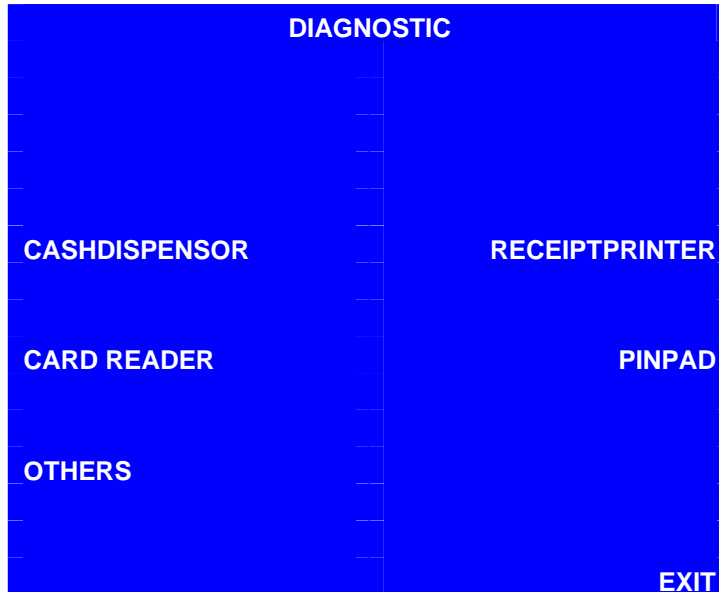 DIAGNOSTIC
CASHDISPENSOR RECEIPTPRINTER
CARD READER PINPAD
OTHERS
EXIT